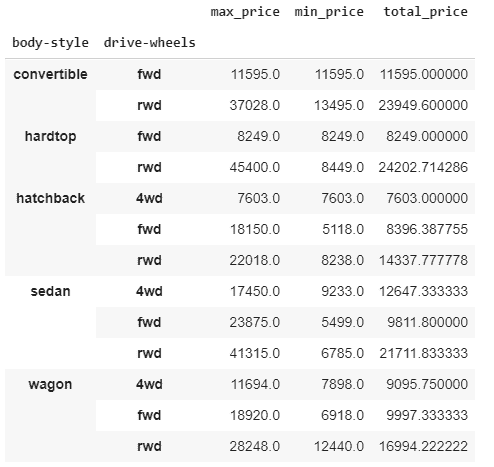 max_price min_price total_price
body-style drive-wheels
convertible fwd 11595.0 11595.0 11595.000000
rwd 37028.0 13495.0 23949.600000
hardtop fwd 8249.0 8249.0 8249.000000
rwd 45400.0 8449.0 24202.714286
hatchback 4wd 7603.0 7603.0 7603.000000
fwd 18150.0 5118.0 8396.387755
rwd 22018.0 8238.0 14337.777778
sedan 4wd 17450.0 9233.0 12647.333333
fwd 23875.0 5499.0 9811.800000
rwd 41315.0 6785.0 21711.833333
wagon 4wd 11694.0 7898.0 9095.750000
fwd 18920.0 6918.0 9997.333333
rwd 28248.0 12440.0 16994.222222